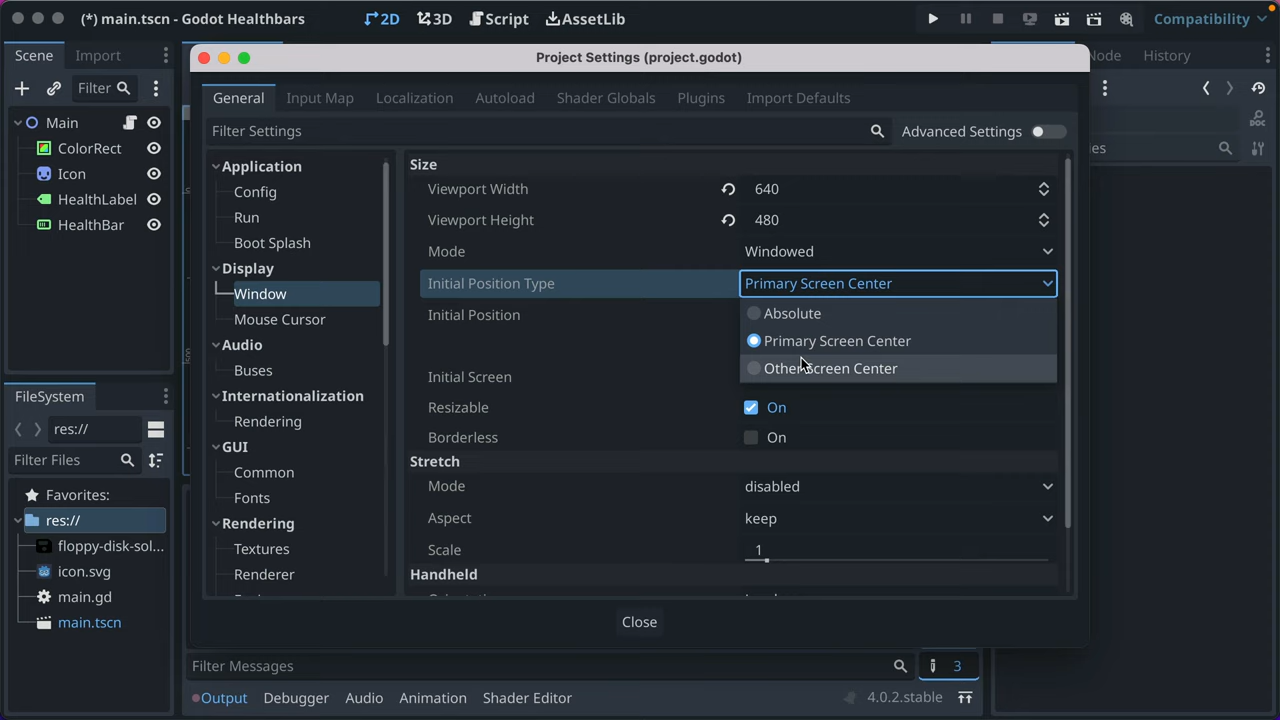 (*) main.tscn - Godot Healthbars
2D
3D
Script
AssetLib
Compatibility
Scene
Import
Filter
Main
ColorRect
Icon
HealthLabel
HealthBar
FileSystem
res://
Filter Files
Favorites:
res://
floppy-disk-sol...
icon.svg
main.gd
main.tscn
Project Settings (project.godot)
General
Input Map
Localization
Autoload
Shader Globals
Plugins
Import Defaults
Filter Settings
Advanced Settings
Application
Config
Run
Boot Splash
Display
Window
Mouse Cursor
Audio
Buses
Internationalization
Rendering
GUI
Common
Fonts
Rendering
Textures
Renderer
Size
Viewport Width 640
Viewport Height 480
Mode Windowed
Initial Position Type Primary Screen Center
Absolute
Primary Screen Center
Other Screen Center
Initial Position
Initial Screen
Resizable On
Borderless On
Stretch
Mode disabled
Aspect keep
Scale 1
Handheld
Close
Filter Messages
3
Output
Debugger
Audio
Animation
Shader Editor
4.0.2.stable
Node
History